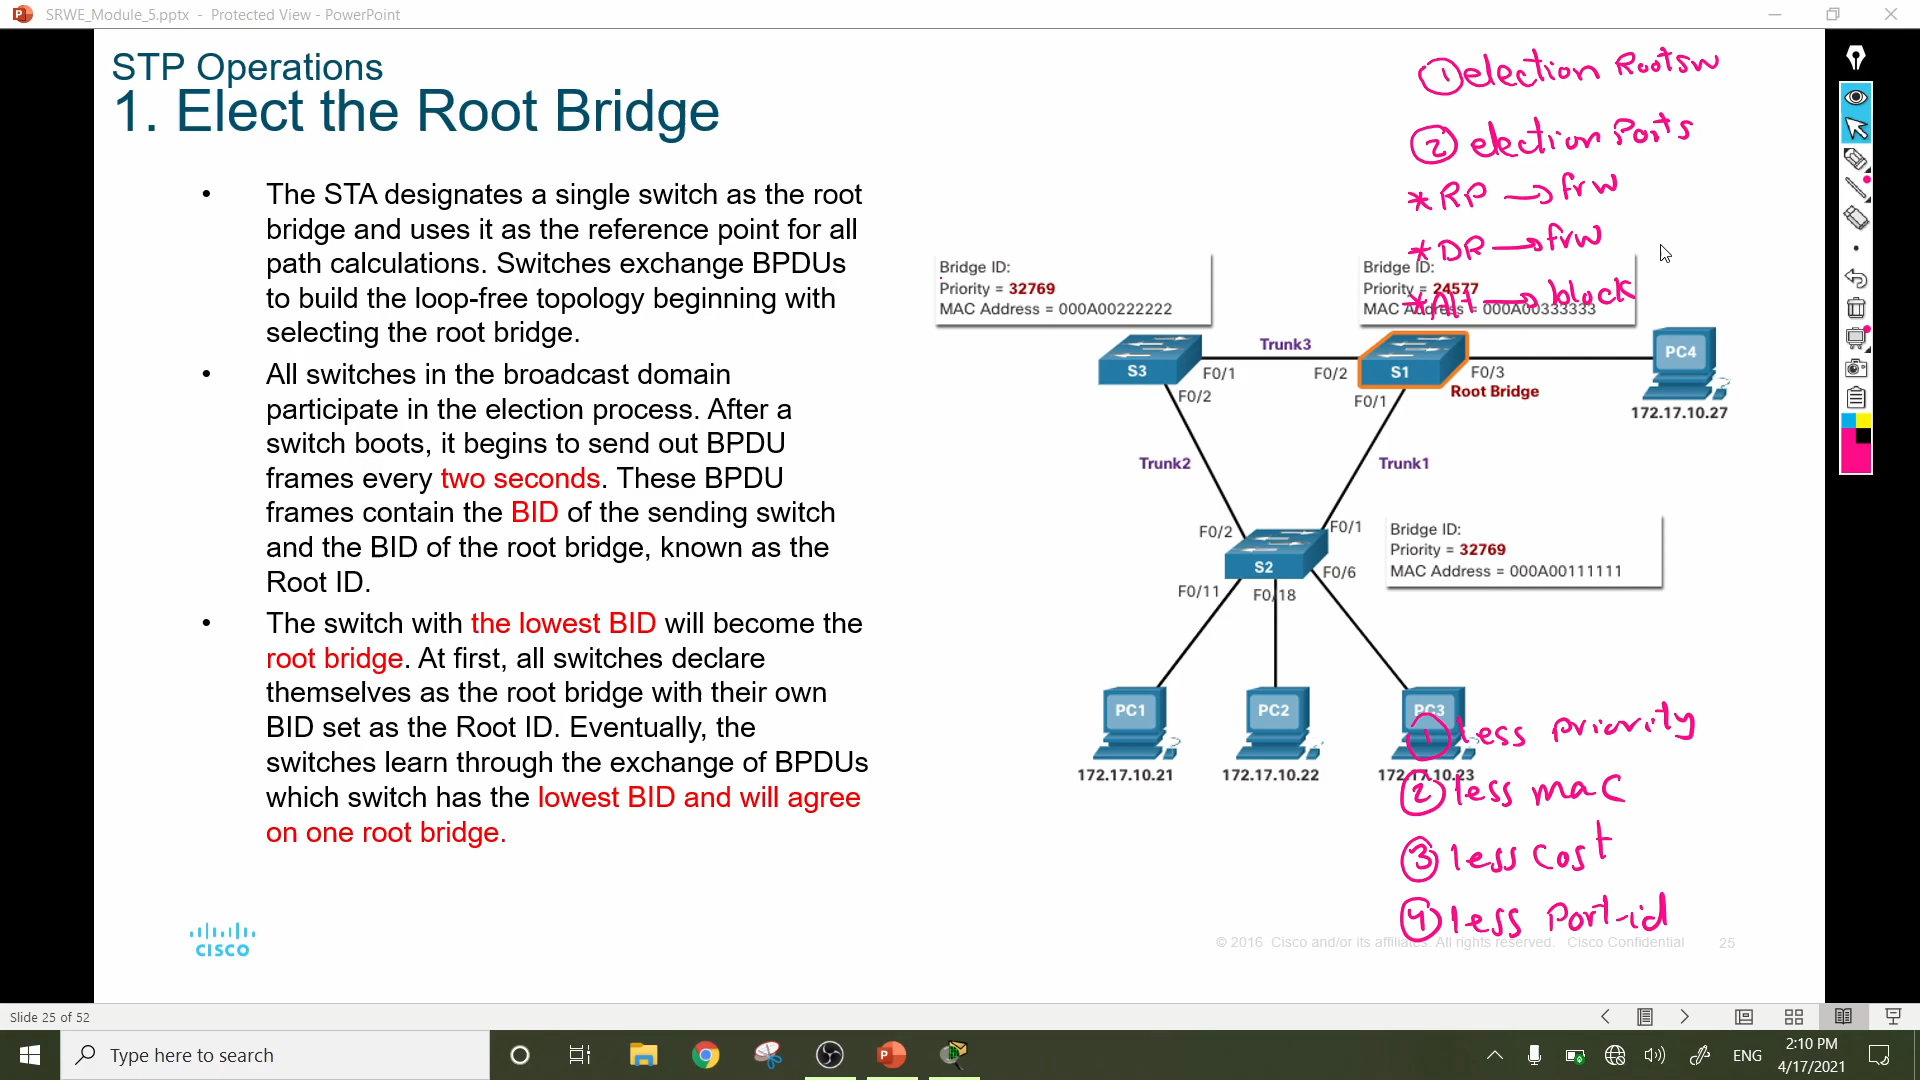 SRWE_Module_5.pptx - Protected View - PowerPoint
STP Operations
1. Elect the Root Bridge
• The STA designates a single switch as the root
bridge and uses it as the reference point for all
path calculations. Switches exchange BPDUs
to build the loop-free topology beginning with
selecting the root bridge.
• All switches in the broadcast domain
participate in the election process. After a
switch boots, it begins to send out BPDU
frames every two seconds. These BPDU
frames contain the BID of the sending switch
and the BID of the root bridge, known as the
Root ID.
• The switch with the lowest BID will become the
root bridge. At first, all switches declare
themselves as the root bridge with their own
BID set as the Root ID. Eventually, the
switches learn through the exchange of BPDUs
which switch has the lowest BID and will agree
on one root bridge.
① election Rootsw
② election Ports
* RP → frw
* DP → frw
* Alt → block
Bridge ID:
Priority = 32769
MAC Address = 000A00222222
Bridge ID:
Priority = 24577
MAC Address = 000A00333333
S3
F0/1
F0/2
Trunk3
F0/2
S1
F0/1
F0/3
Root Bridge
PC4
172.17.10.27
Trunk2
Trunk1
F0/2
F0/1
S2
F0/11
F0/18
F0/6
Bridge ID:
Priority = 32769
MAC Address = 000A00111111
PC1
172.17.10.21
PC2
172.17.10.22
PC3
172.17.10.23
① less priority
② less mac
③ less cost
④ less Port-id
CISCO
© 2016 Cisco and/or its affiliates. All rights reserved. Cisco Confidential 25
Slide 25 of 52
Type here to search
ENG
2:10 PM
4/17/2021